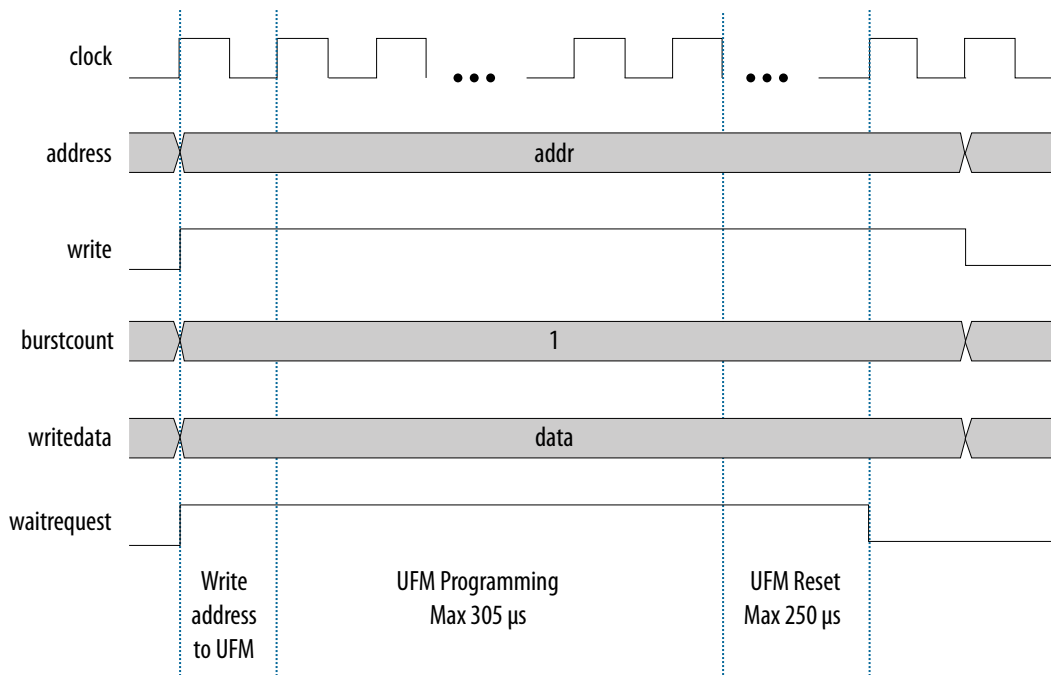 clock
address
addr
write
burstcount
1
writedata
data
waitrequest
Write
address
to UFM
UFM Programming
Max 305 µs
UFM Reset
Max 250 µs